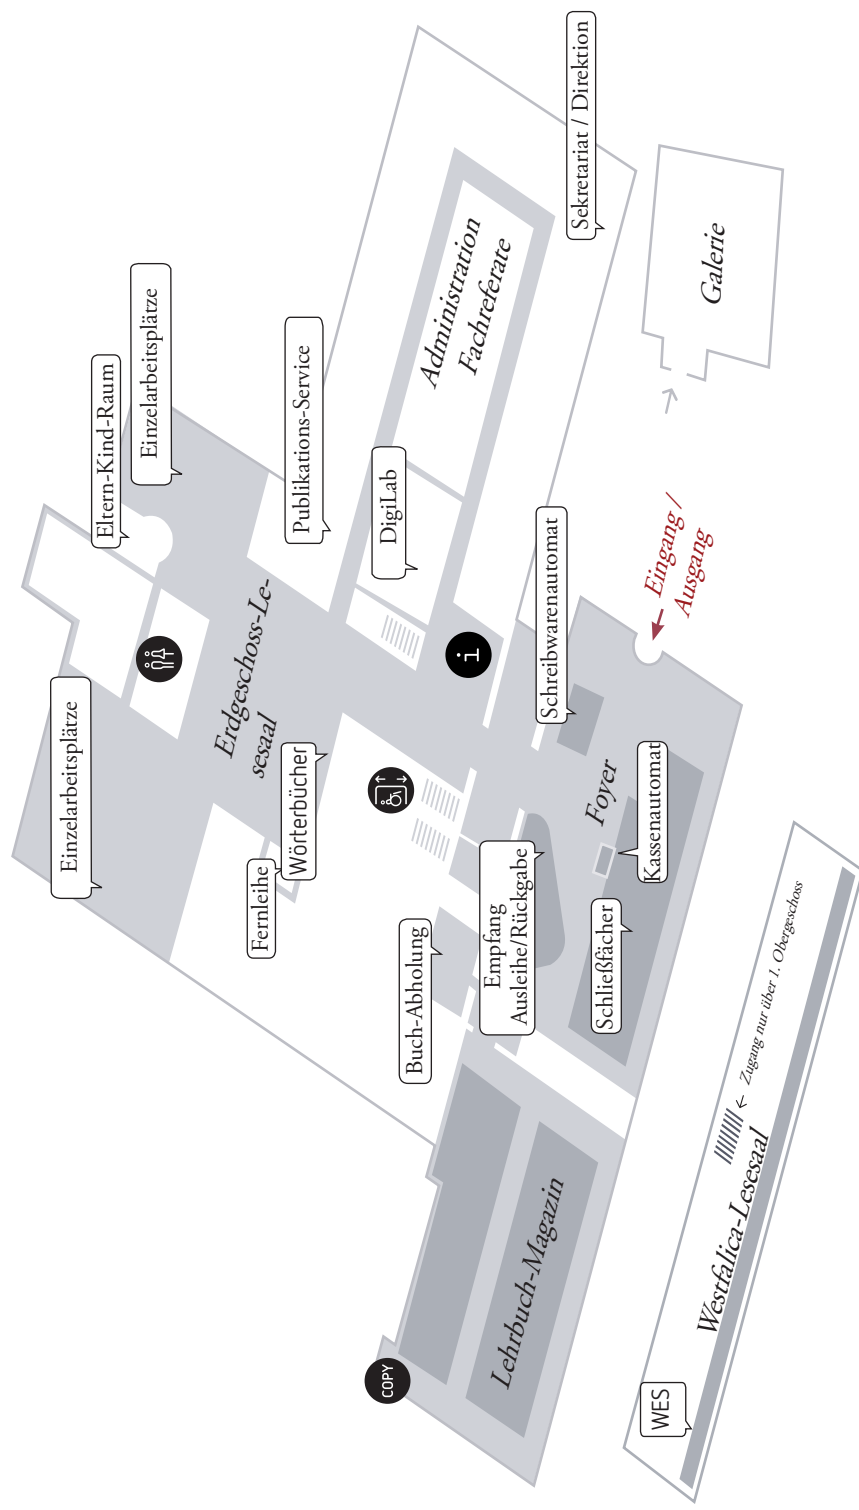 Einzelarbeitsplätze
Eltern-Kind-Raum
Einzelarbeitsplätze
Erdgeschoss-Le-
sesaal
Fernleihe
Wörterbücher
Publikations-Service
DigiLab
Administration
Fachreferate
Sekretariat / Direktion
COPY
Buch-Abholung
i
Empfang
Ausleihe/Rückgabe
Schreibwarenautomat
Lehrbuch-Magazin
Schließfächer
Foyer
Kassenautomat
Eingang /
Ausgang
Galerie
WES
Westfalica-Lesesaal
Zugang nur über 1. Obergeschoss